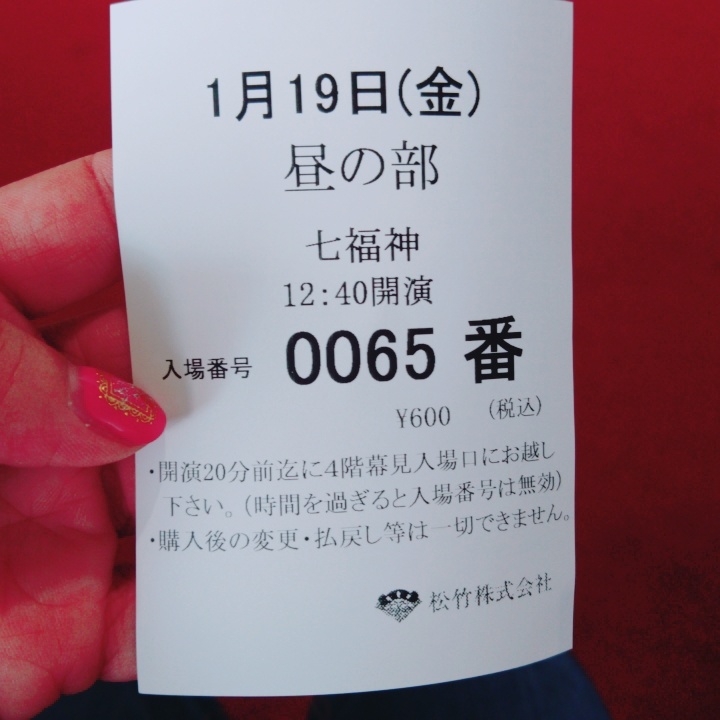 1月19日(金)
昼の部
七福神
12:40開演
入場番号 0065 番
¥600 (税込)
・開演20分前迄に4階幕見入場口にお越し
下さい。(時間を過ぎると入場番号は無効)
・購入後の変更・払戻し等は一切できません。
松竹株式会社